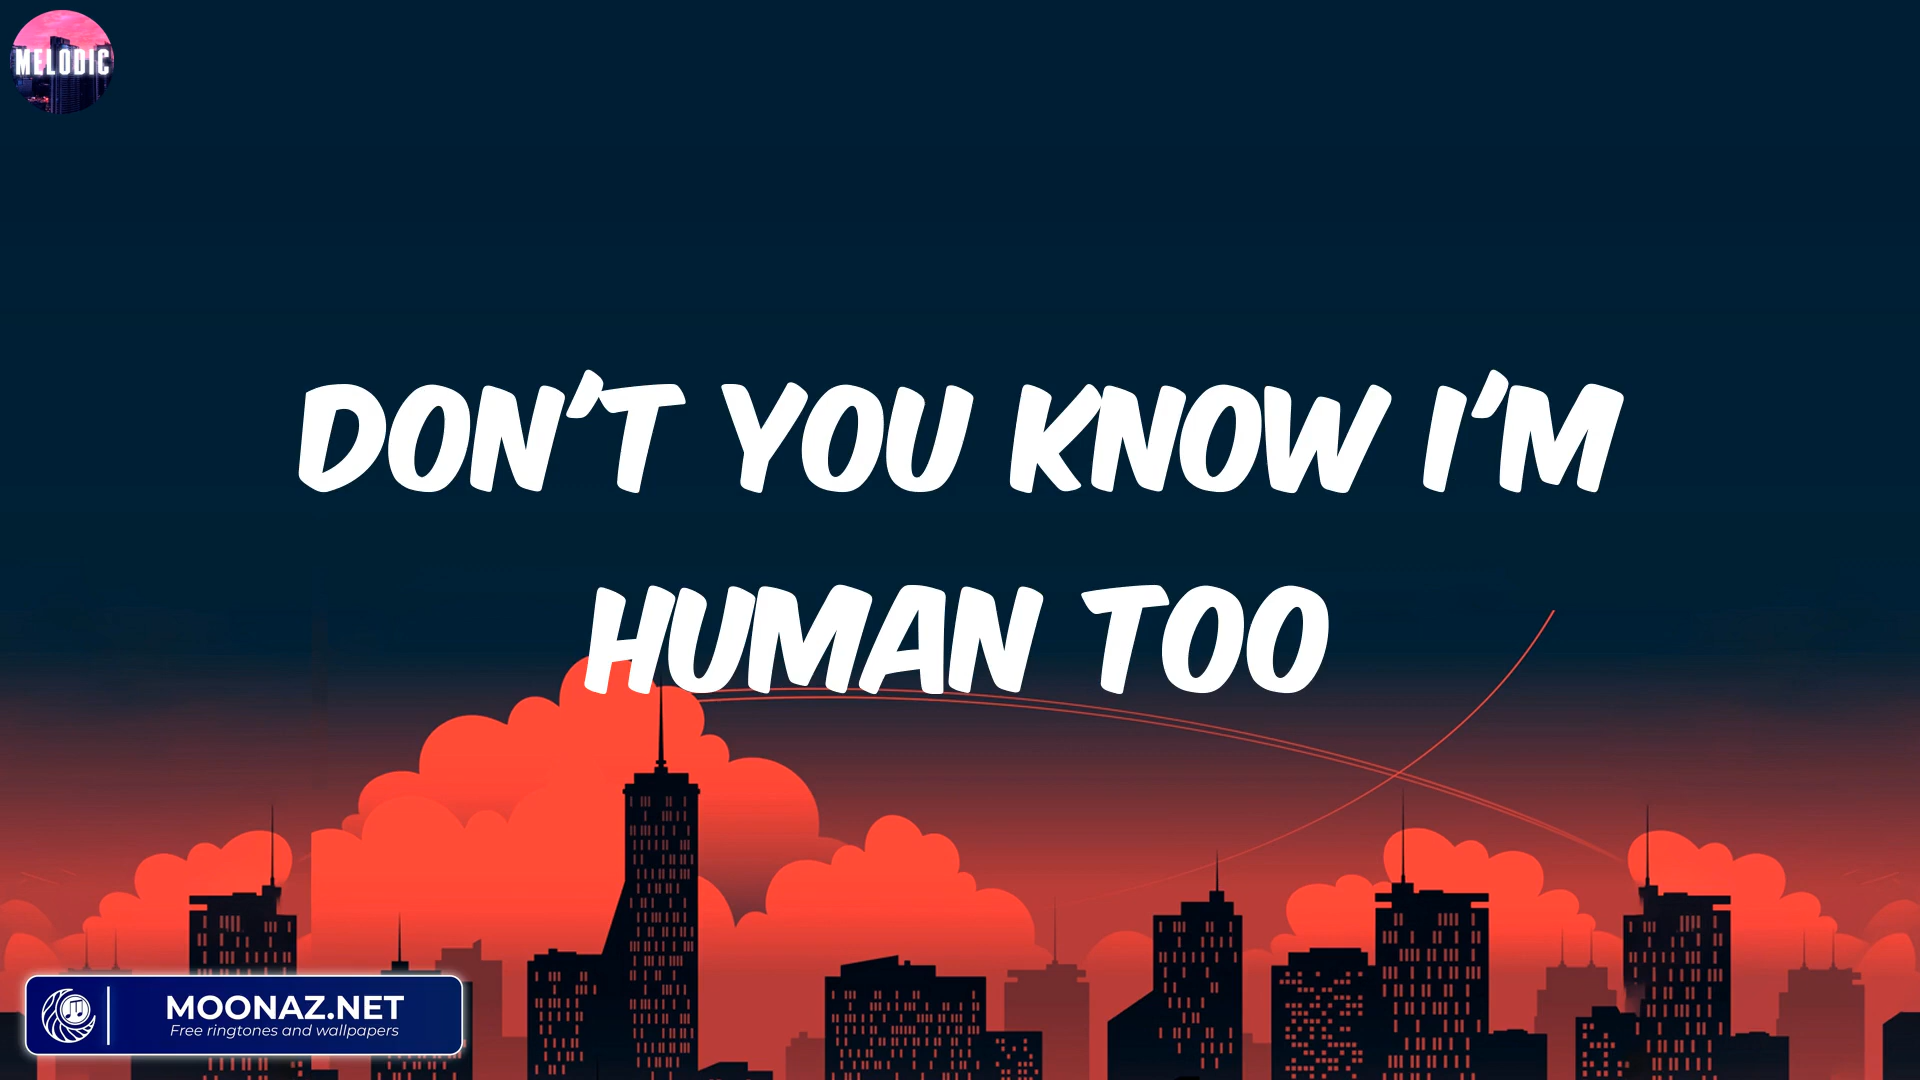 MELODIC
DON'T YOU KNOW I'M
HUMAN TOO
MOONAZ.NET
Free ringtones and wallpapers